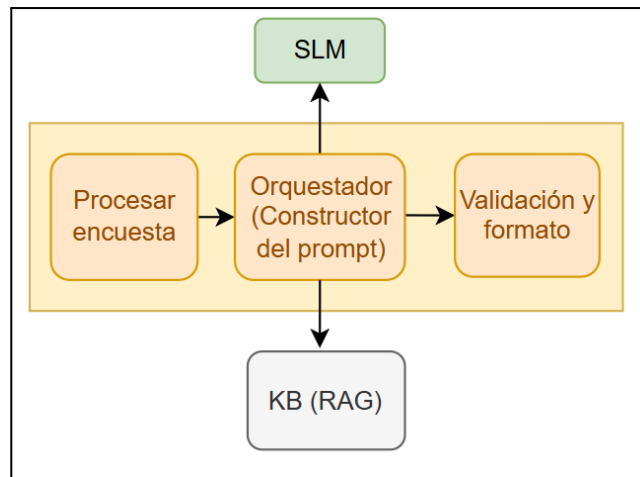 SLM
Procesar
encuesta
Orquestador
(Constructor
del prompt)
Validación y
formato
KB (RAG)